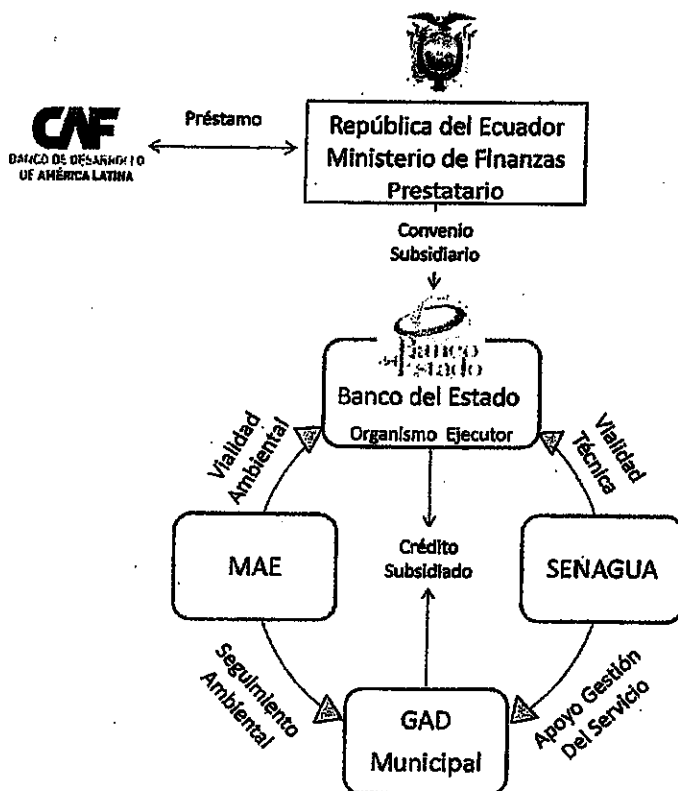 CAF
BANCO DE DESARROLLO
DE AMÉRICA LATINA
Préstamo
República del Ecuador
Ministerio de Finanzas
Prestatario
Convenio
Subsidiario
del Banco
Estado
Banco del Estado
Organismo Ejecutor
Vialidad
Ambiental
Vialidad
Técnica
MAE
Crédito
Subsidiado
SENAGUA
Seguimiento
Ambiental
GAD
Municipal
Apoyo Gestión
Del Servicio